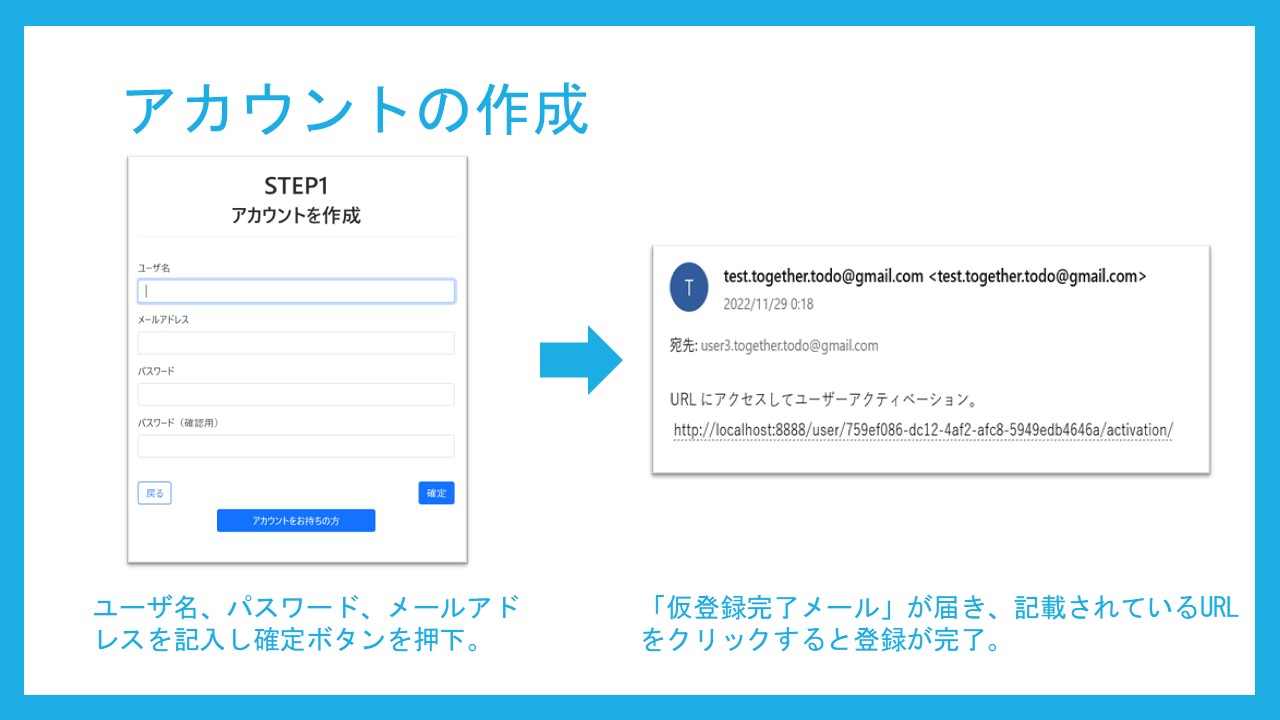 アカウントの作成
STEP1
アカウントを作成
ユーザ名
メールアドレス
パスワード
パスワード（確認用）
戻る
確定
アカウントをお持ちの方
ユーザ名、パスワード、メールアド
レスを記入し確定ボタンを押下。
T
test.together.todo@gmail.com <test.together.todo@gmail.com>
2022/11/29 0:18
宛先: user3.together.todo@gmail.com
URL にアクセスしてユーザーアクティベーション。
http://localhost:8888/user/759ef086-dc12-4af2-afc8-5949edb4646a/activation/
「仮登録完了メール」が届き、記載されているURL
をクリックすると登録が完了。